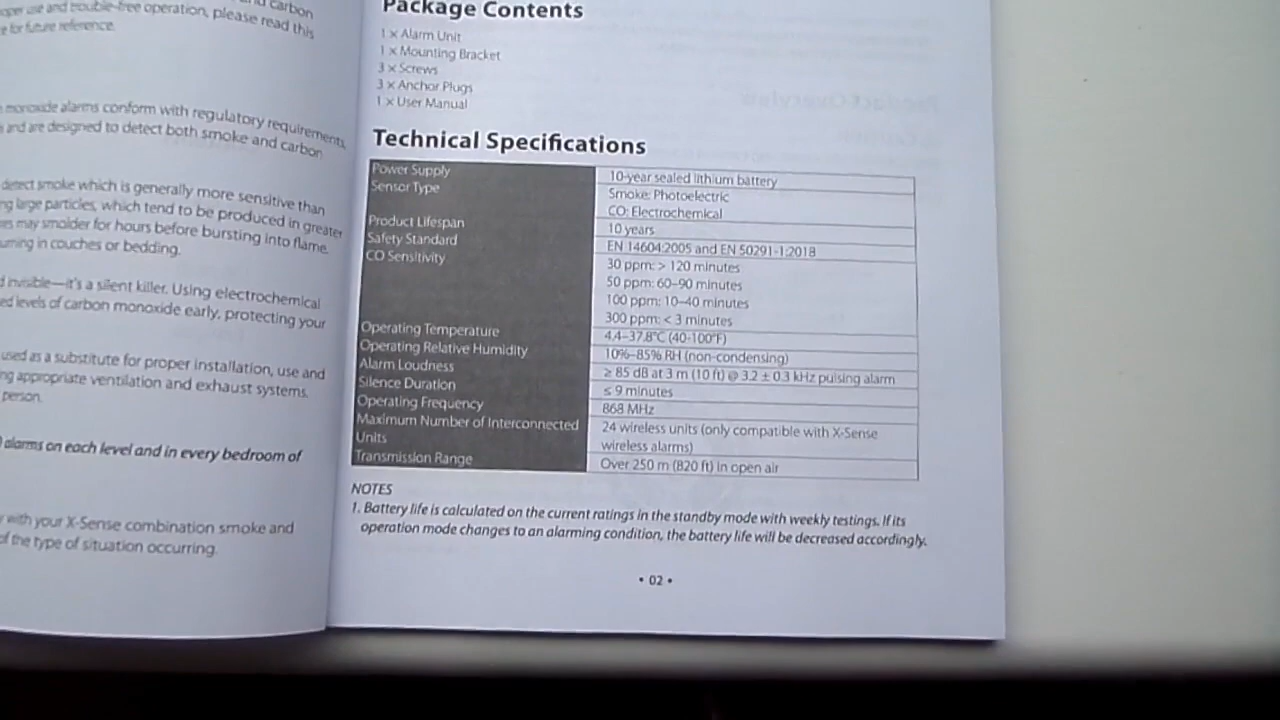 and carbon
use and trouble-free operation, please read this
for future reference.
monoxide alarms conform with regulatory requirements
and are designed to detect both smoke and carbon
detect smoke which is generally more sensitive than
large particles, which tend to be produced in greater
may smolder for hours before bursting into flame.
in couches or bedding.
invisible—it's a silent killer. Using electrochemical
levels of carbon monoxide early, protecting your
used as a substitute for proper installation, use and
appropriate ventilation and exhaust systems.
person.
alarms on each level and in every bedroom of
with your X-Sense combination smoke and
of the type of situation occurring.
Package Contents
1 × Alarm Unit
1 × Mounting Bracket
3 × Screws
3 × Anchor Plugs
1 × User Manual
Technical Specifications
Power Supply 10-year sealed lithium battery
Sensor Type Smoke: Photoelectric
CO: Electrochemical
Product Lifespan 10 years
Safety Standard EN 14604:2005 and EN 50291-1:2018
CO Sensitivity 30 ppm: > 120 minutes
50 ppm: 60–90 minutes
100 ppm: 10–40 minutes
300 ppm: < 3 minutes
Operating Temperature 4.4–37.8°C (40-100°F)
Operating Relative Humidity 10%–85% RH (non-condensing)
Alarm Loudness ≥ 85 dB at 3 m (10 ft) @ 3.2 ± 0.3 kHz pulsing alarm
Silence Duration ≤ 9 minutes
Operating Frequency 868 MHz
Maximum Number of Interconnected 24 wireless units (only compatible with X-Sense
Units wireless alarms)
Transmission Range Over 250 m (820 ft) in open air
NOTES
1. Battery life is calculated on the current ratings in the standby mode with weekly testings. If its
operation mode changes to an alarming condition, the battery life will be decreased accordingly.
• 02 •